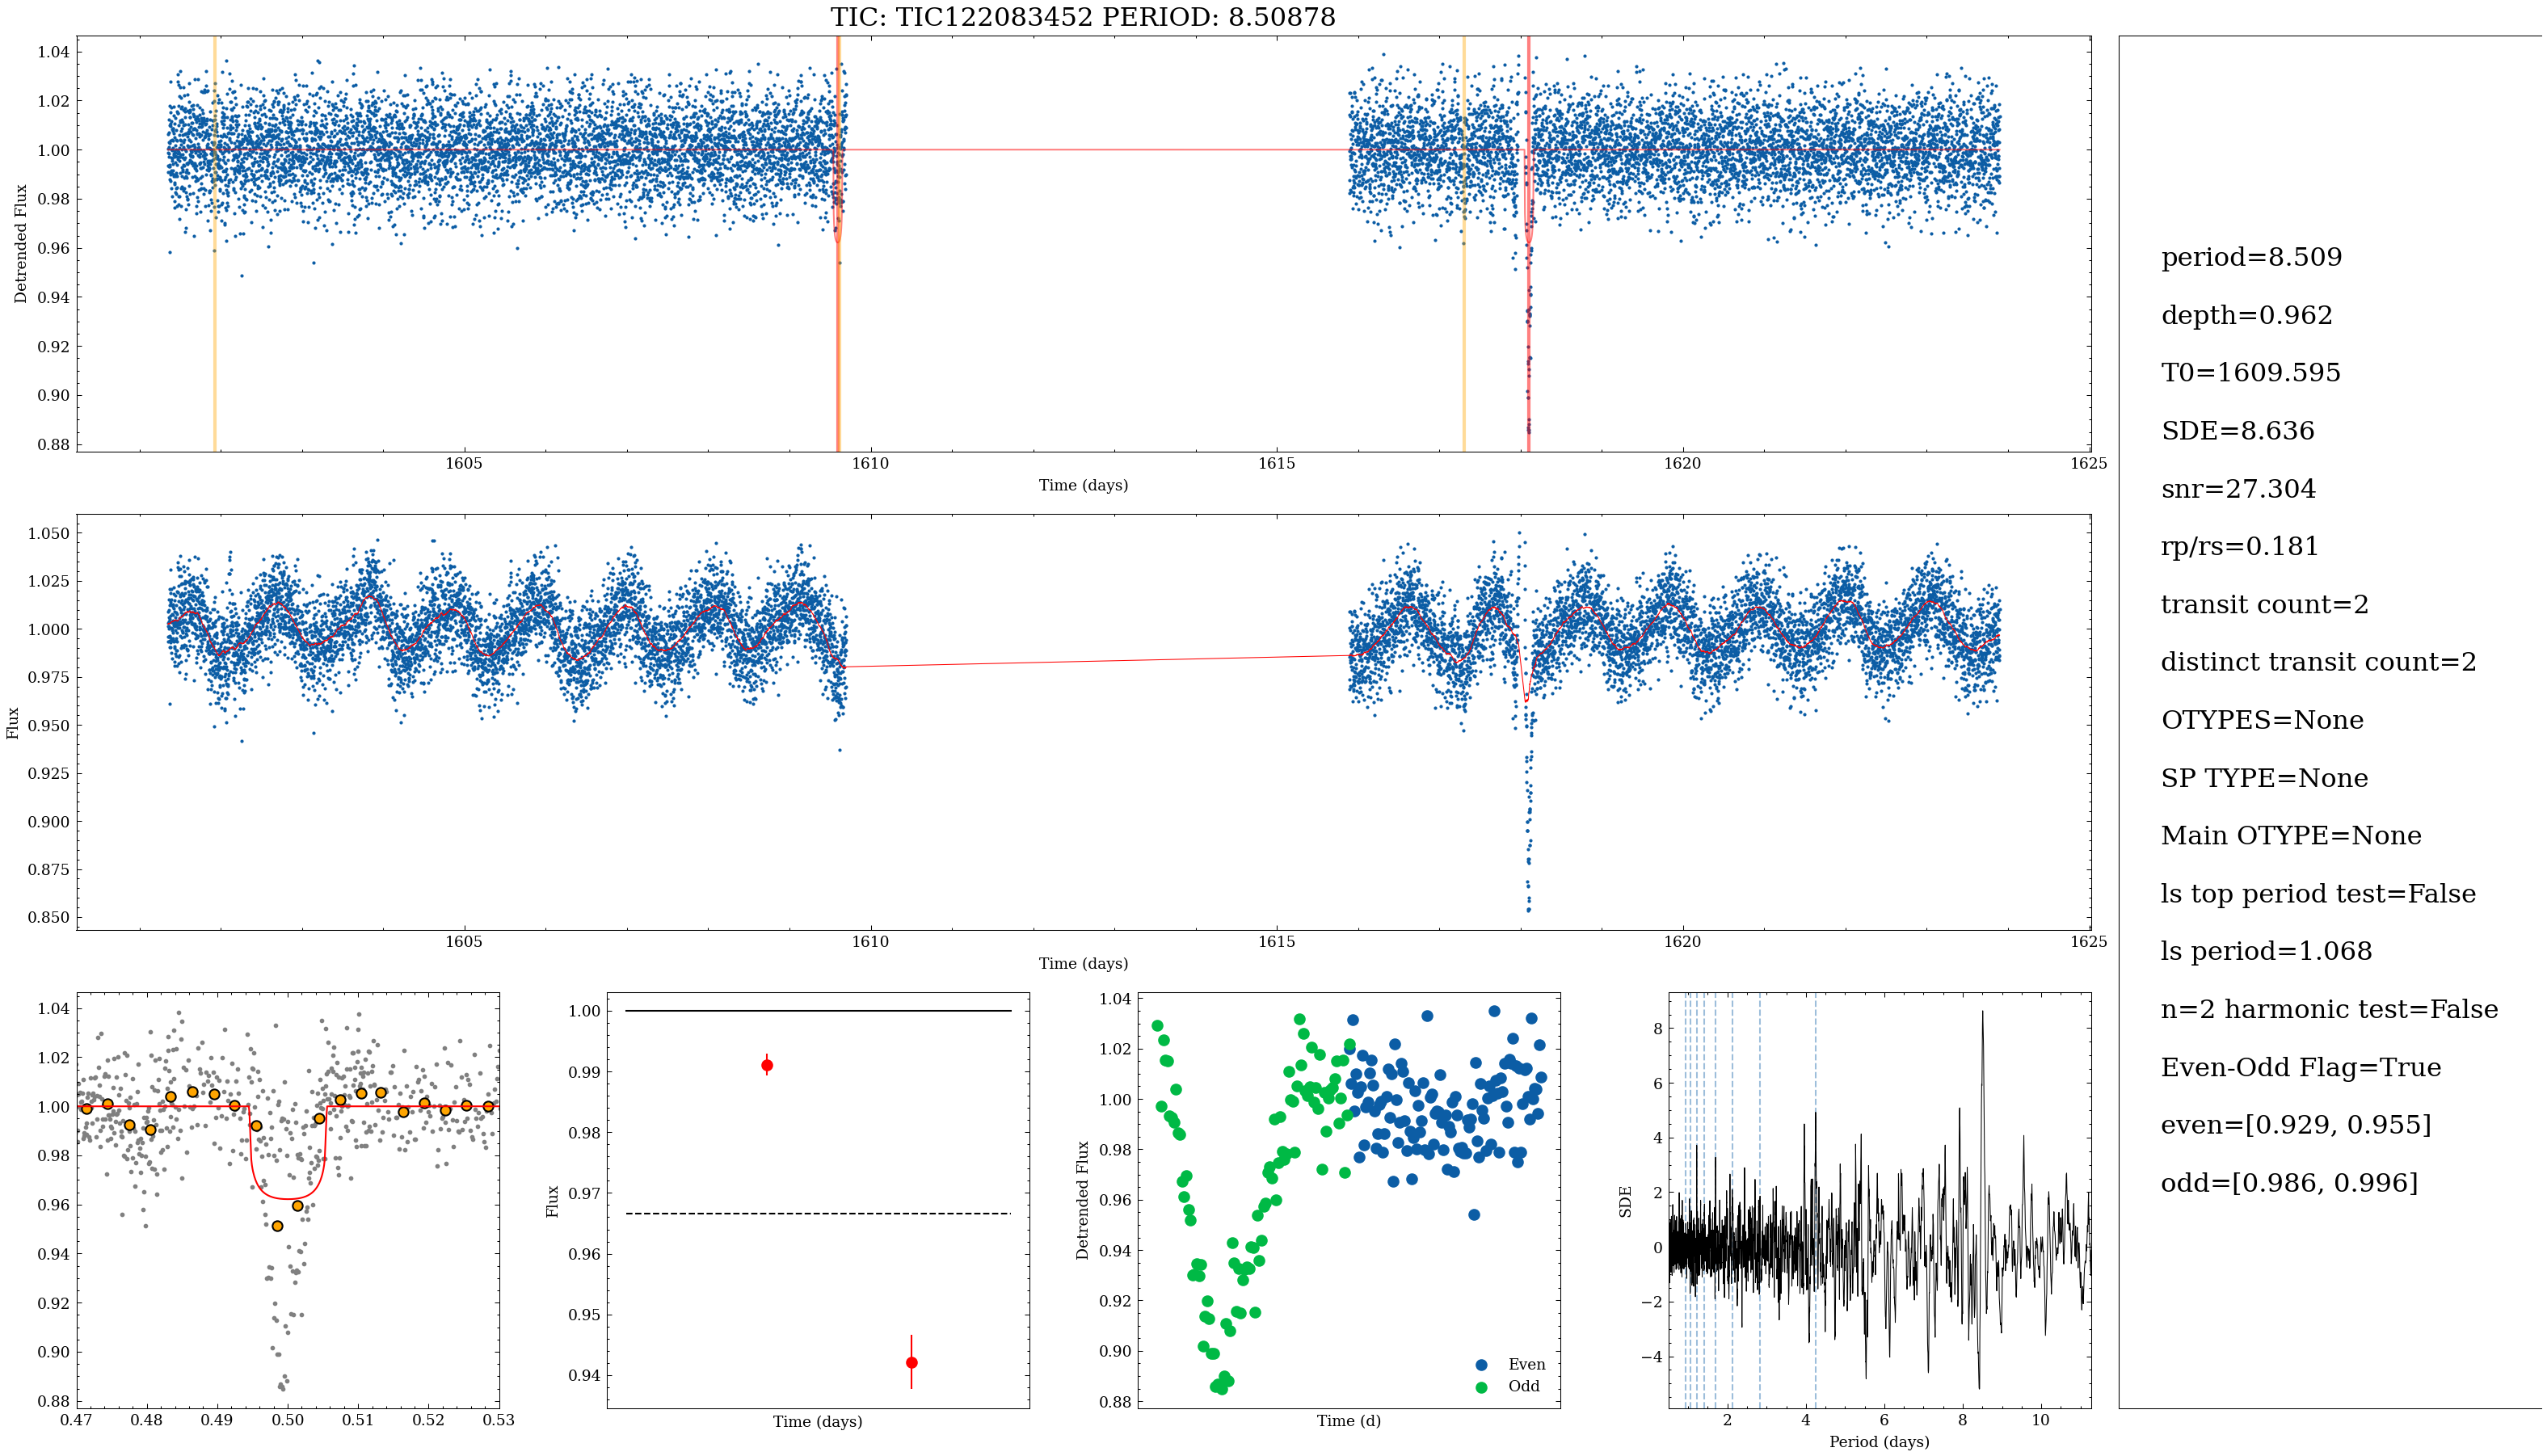 TIC: TIC122083452 PERIOD: 8.50878
1.04
1.02
1.00
0.98
0.96
0.94
0.92
0.90
0.88
Detrended Flux
1605
1610
1615
1620
1625
Time (days)
1.050
1.025
1.000
0.975
0.950
0.925
0.900
0.875
0.850
Flux
1605
1610
1615
1620
1625
Time (days)
1.04
1.02
1.00
0.98
0.96
0.94
0.92
0.90
0.88
0.47
0.48
0.49
0.50
0.51
0.52
0.53
1.00
0.99
0.98
0.97
0.96
0.95
0.94
Flux
Time (days)
1.04
1.02
1.00
0.98
0.96
0.94
0.92
0.90
0.88
Detrended Flux
Even
Odd
Time (d)
8
6
4
2
0
−2
−4
SDE
2
4
6
8
10
Period (days)
period=8.509
depth=0.962
T0=1609.595
SDE=8.636
snr=27.304
rp/rs=0.181
transit count=2
distinct transit count=2
OTYPES=None
SP TYPE=None
Main OTYPE=None
ls top period test=False
ls period=1.068
n=2 harmonic test=False
Even-Odd Flag=True
even=[0.929, 0.955]
odd=[0.986, 0.996]